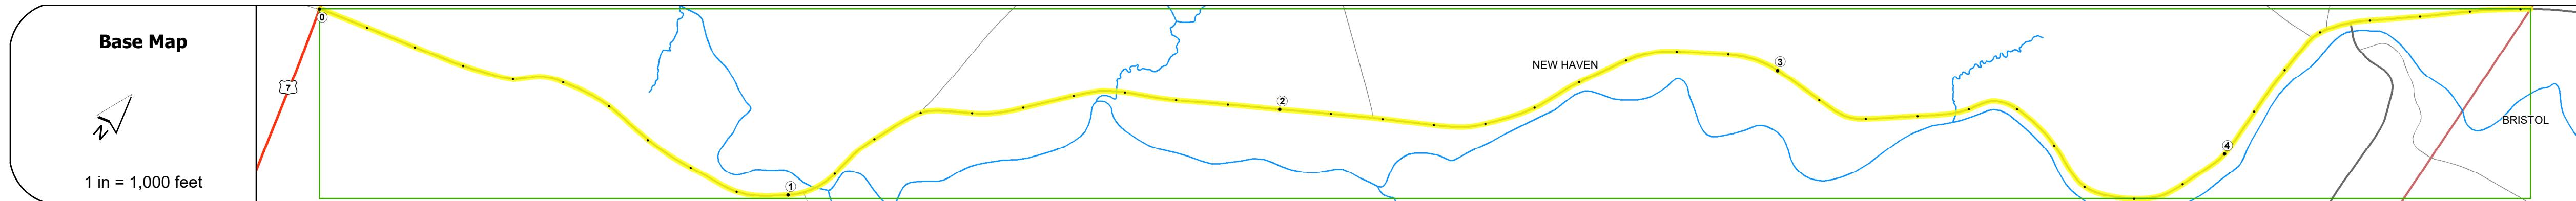 Base Map
N
1 in = 1,000 feet
7
0
1
2
NEW HAVEN
3
4
BRISTOL